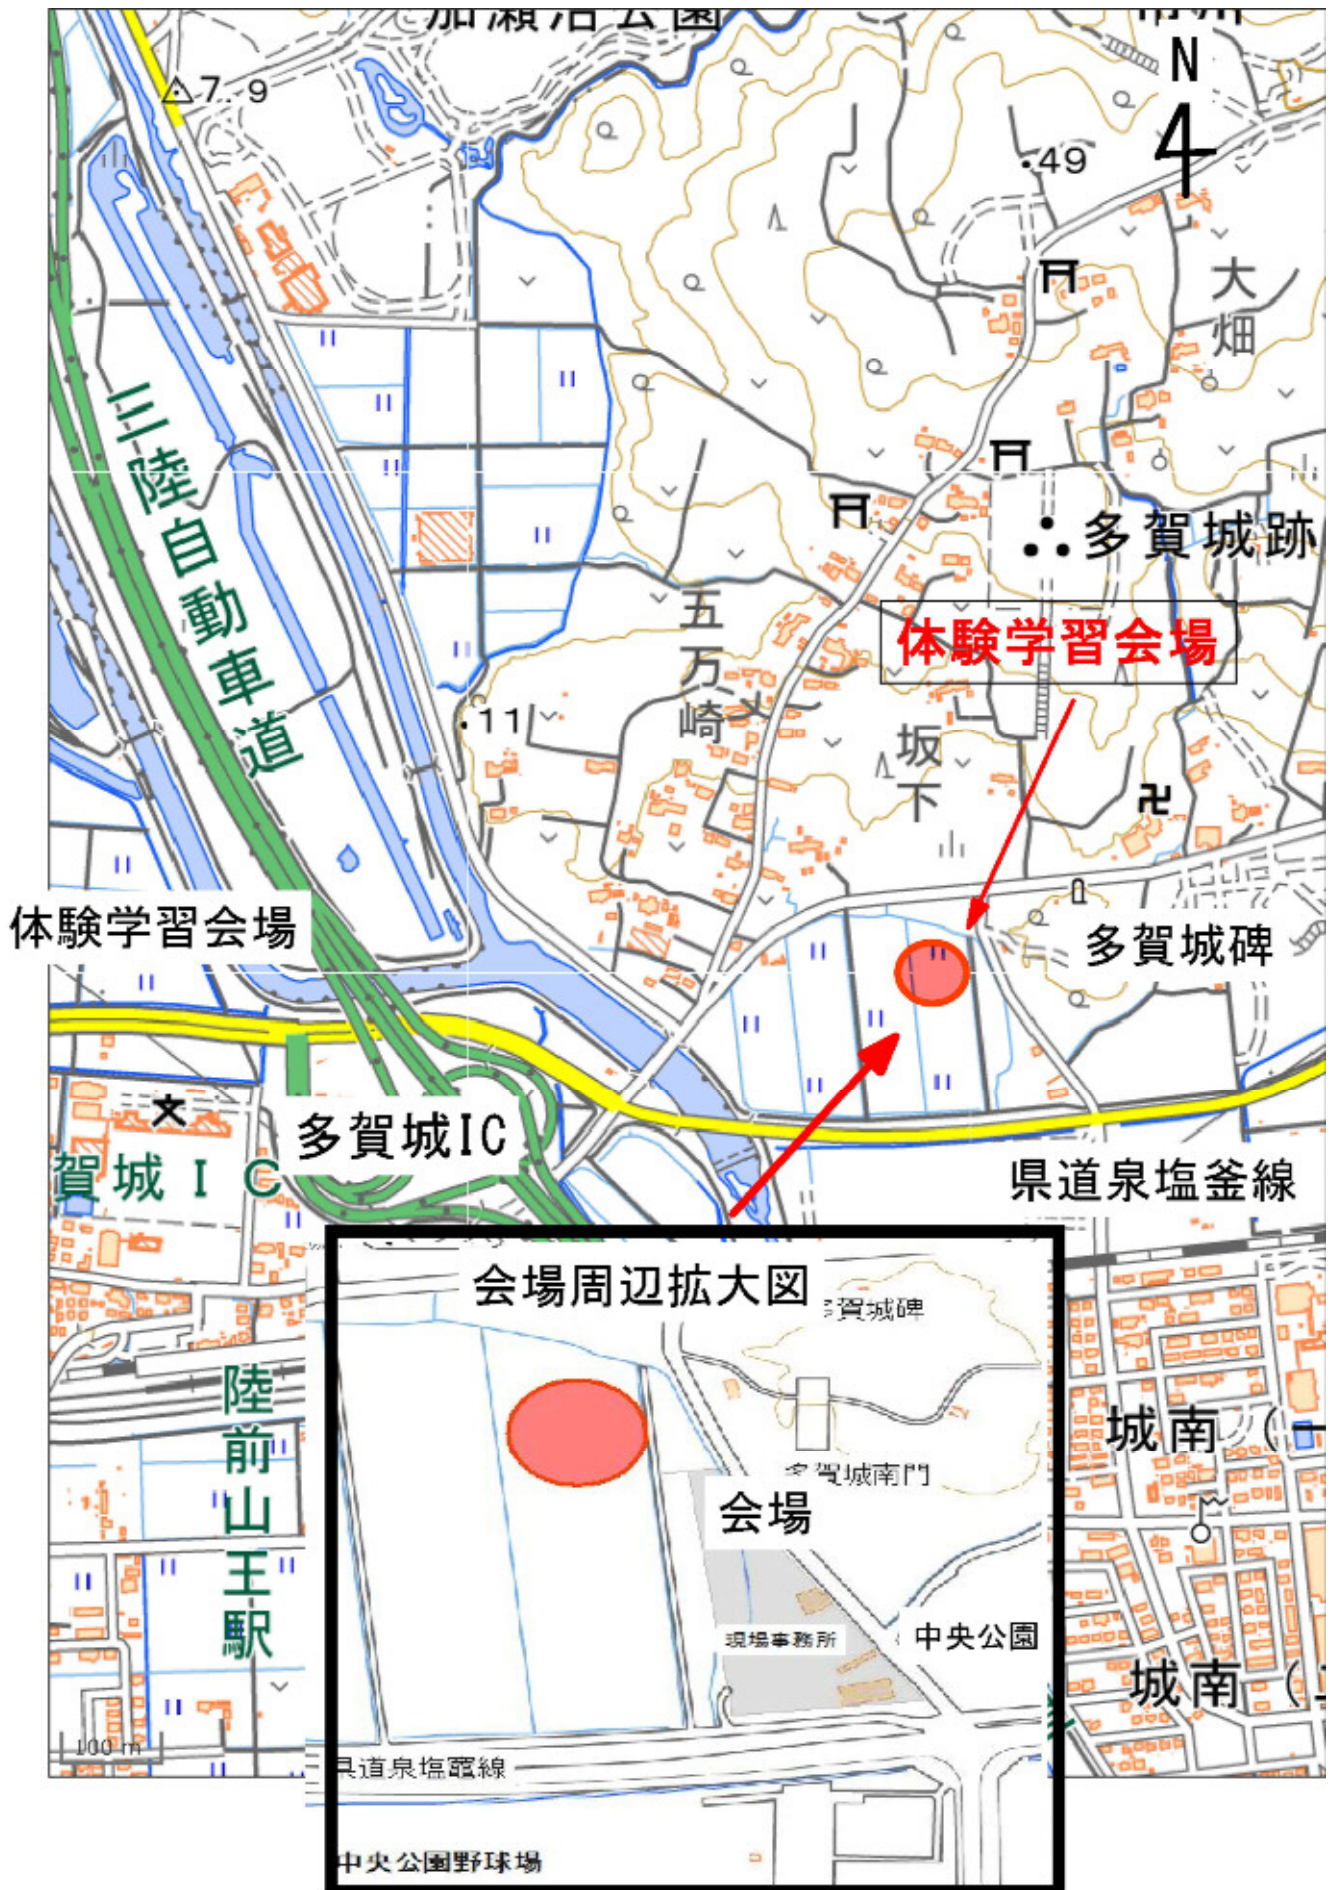 加瀬沼公園
N
7.9
49
大畑
三陸自動車道
多賀城跡
五万崎
体験学習会場
11
坂下
体験学習会場
多賀城碑
多賀城IC
賀城IC
県道泉塩釜線
会場周辺拡大図
多賀城碑
陸前山王駅
城南(一
多賀城南門
会場
現場事務所
中央公園
城南(
100 m
県道泉塩竈線
中央公園野球場